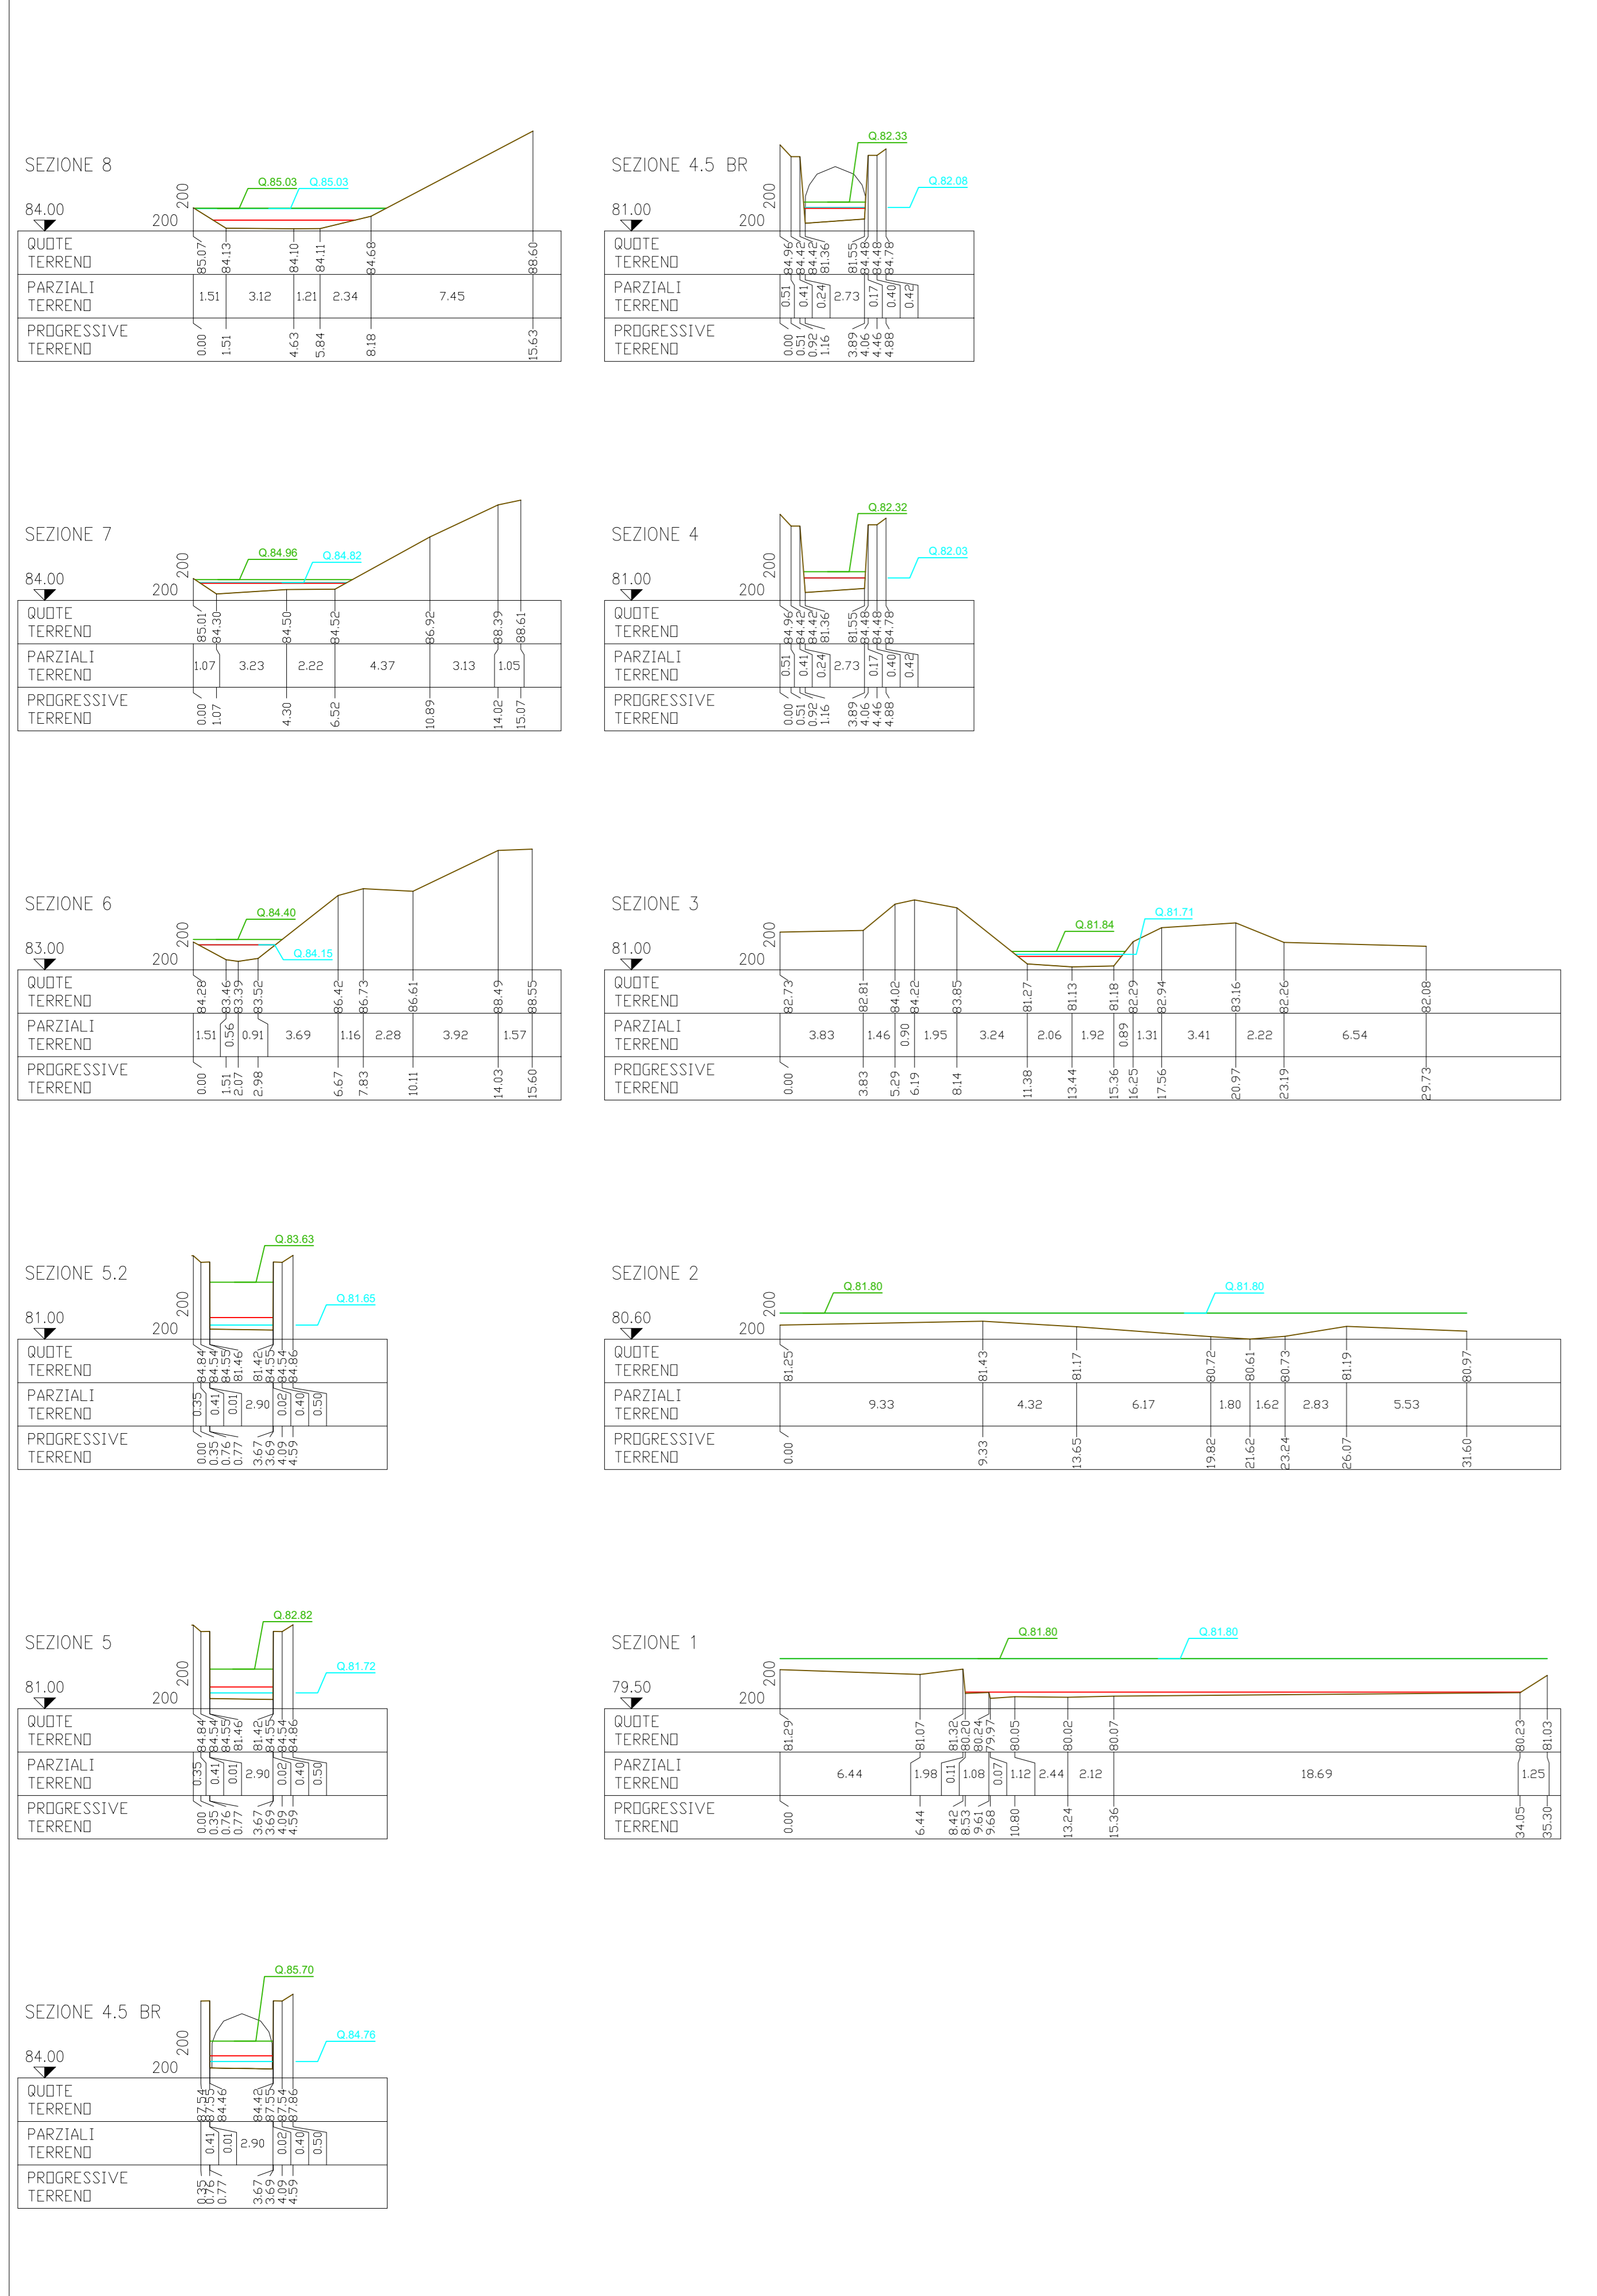 SEZIONE 8
Q.85.03 Q.85.03
84.00 200 200
QUOTE TERRENO
85.07 84.13 84.10 84.11 84.68 88.60
PARZIALI TERRENO
1.51 3.12 1.21 2.34 7.45
PROGRESSIVE TERRENO
0.00 1.51 4.63 5.84 8.18 15.63
SEZIONE 4.5 BR
Q.82.33 Q.82.08
81.00 200 200
QUOTE TERRENO
84.96 84.42 84.42 81.36 81.55 84.48 84.48 84.78
PARZIALI TERRENO
0.51 0.41 0.24 2.73 0.17 0.40 0.42
PROGRESSIVE TERRENO
0.00 0.51 0.92 1.16 3.89 4.06 4.46 4.88
SEZIONE 7
Q.84.96 Q.84.82
84.00 200 200
QUOTE TERRENO
85.01 84.30 84.50 84.52 86.92 88.39 88.61
PARZIALI TERRENO
1.07 3.23 2.22 4.37 3.13 1.05
PROGRESSIVE TERRENO
0.00 1.07 4.30 6.52 10.89 14.02 15.07
SEZIONE 4
Q.82.32 Q.82.03
81.00 200 200
QUOTE TERRENO
84.96 84.42 84.42 81.36 81.55 84.48 84.48 84.78
PARZIALI TERRENO
0.51 0.41 0.24 2.73 0.17 0.40 0.42
PROGRESSIVE TERRENO
0.00 0.51 0.92 1.16 3.89 4.06 4.46 4.88
SEZIONE 6
Q.84.40 Q.84.15
83.00 200 200
QUOTE TERRENO
84.28 83.46 83.39 83.52 86.42 86.73 86.61 88.49 88.55
PARZIALI TERRENO
1.51 0.56 0.91 3.69 1.16 2.28 3.92 1.57
PROGRESSIVE TERRENO
0.00 1.51 2.07 2.98 6.67 7.83 10.11 14.03 15.60
SEZIONE 3
Q.81.84 Q.81.71
81.00 200 200
QUOTE TERRENO
82.73 82.81 84.02 84.22 83.85 81.27 81.13 81.18 82.29 82.94 83.16 82.26 82.08
PARZIALI TERRENO
3.83 1.46 0.90 1.95 3.24 2.06 1.92 0.89 1.31 3.41 2.22 6.54
PROGRESSIVE TERRENO
0.00 3.83 5.29 6.19 8.14 11.38 13.44 15.36 16.25 17.56 20.97 23.19 29.73
SEZIONE 5.2
Q.83.63 Q.81.65
81.00 200 200
QUOTE TERRENO
84.84 84.54 84.55 81.46 81.42 84.55 84.54 84.86
PARZIALI TERRENO
0.35 0.41 0.01 2.90 0.02 0.40 0.50
PROGRESSIVE TERRENO
0.00 0.35 0.76 0.77 3.67 3.69 4.09 4.59
SEZIONE 2
Q.81.80 Q.81.80
80.60 200 200
QUOTE TERRENO
81.25 81.43 81.17 80.72 80.61 80.73 81.19 80.97
PARZIALI TERRENO
9.33 4.32 6.17 1.80 1.62 2.83 5.53
PROGRESSIVE TERRENO
0.00 9.33 13.65 19.82 21.62 23.24 26.07 31.60
SEZIONE 5
Q.82.82 Q.81.72
81.00 200 200
QUOTE TERRENO
84.84 84.54 84.55 81.46 81.42 84.55 84.54 84.86
PARZIALI TERRENO
0.35 0.41 0.01 2.90 0.02 0.40 0.50
PROGRESSIVE TERRENO
0.00 0.35 0.76 0.77 3.67 3.69 4.09 4.59
SEZIONE 1
Q.81.80 Q.81.80
79.50 200 200
QUOTE TERRENO
81.29 81.07 81.32 80.20 80.24 79.97 80.05 80.02 80.07 80.23 81.03
PARZIALI TERRENO
6.44 1.98 0.11 1.08 0.07 1.12 2.44 2.12 18.69 1.25
PROGRESSIVE TERRENO
0.00 6.44 8.42 8.53 9.61 9.68 10.80 13.24 15.36 34.05 35.30
SEZIONE 4.5 BR
Q.85.70 Q.84.76
84.00 200 200
QUOTE TERRENO
87.54 87.55 84.46 84.42 87.55 87.54 87.86
PARZIALI TERRENO
0.41 0.01 2.90 0.02 0.40 0.50
PROGRESSIVE TERRENO
0.35 0.76 0.77 3.67 3.69 4.09 4.59